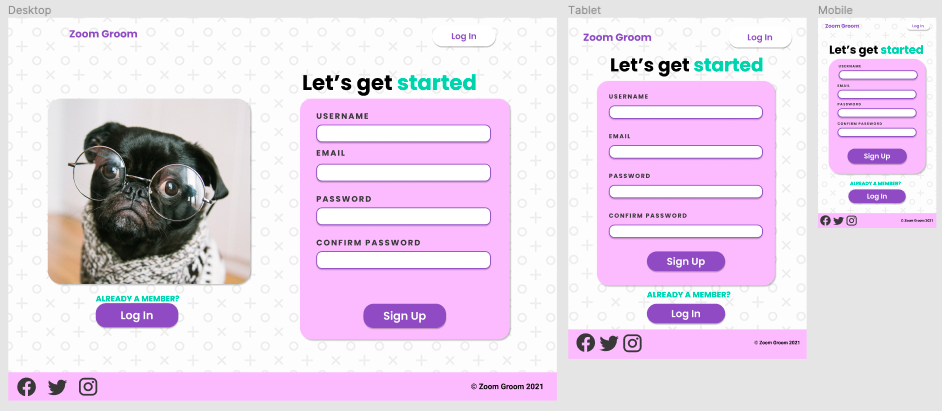 Desktop
Zoom Groom
Log In
Let's get started
USERNAME
EMAIL
PASSWORD
CONFIRM PASSWORD
Sign Up
ALREADY A MEMBER?
Log In
© Zoom Groom 2021
Tablet
Zoom Groom
Log In
Let's get started
USERNAME
EMAIL
PASSWORD
CONFIRM PASSWORD
Sign Up
ALREADY A MEMBER?
Log In
© Zoom Groom 2021
Mobile
Zoom Groom
Log In
Let's get started
USERNAME
EMAIL
PASSWORD
CONFIRM PASSWORD
Sign Up
ALREADY A MEMBER?
Log In
© Zoom Groom 2021